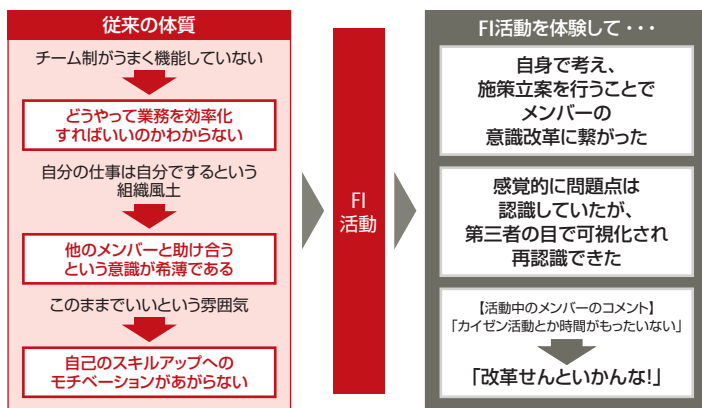 従来の体質
チーム制がうまく機能していない
どうやって業務を効率化
すればいいのかわからない
自分の仕事は自分でするという
組織風土
他のメンバーと助け合う
という意識が希薄である
このままでいいという雰囲気
自己のスキルアップへの
モチベーションがあがらない
FI
活動
FI活動を体験して・・・
自身で考え、
施策立案を行うことで
メンバーの
意識改革に繋がった
感覚的に問題点は
認識していたが、
第三者の目で可視化され
再認識できた
【活動中のメンバーのコメント】
「カイゼン活動とか時間がもったいない」
「改革せんといかんな!」